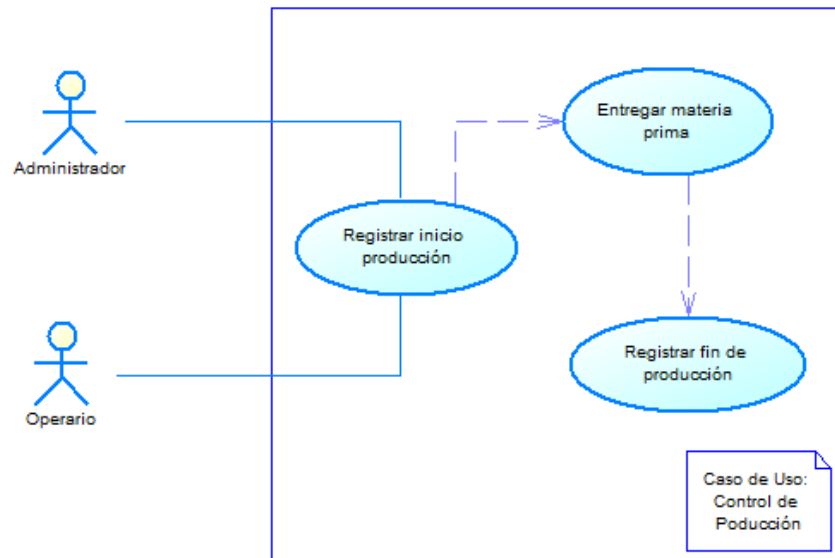 Administrador
Entregar materia
prima
Registrar inicio
producción
Operario
Registrar fin de
producción
Caso de Uso:
Control de
Poducción